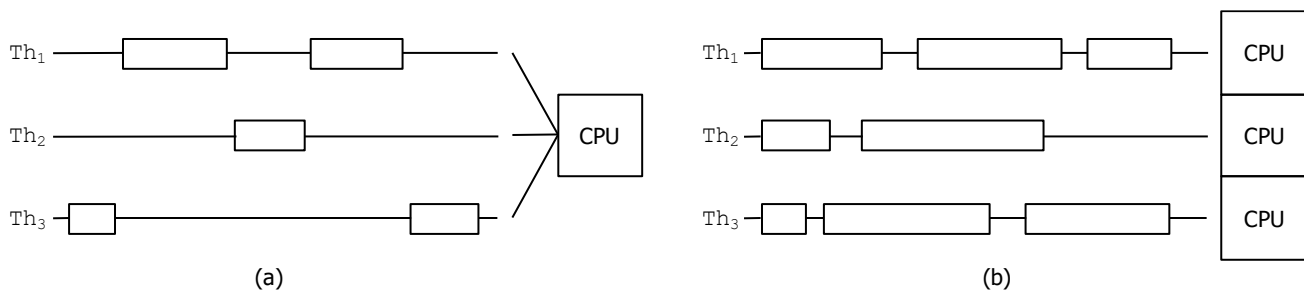 Th₁
CPU
Th₂
Th₃
(a)
Th₁
CPU
Th₂
CPU
Th₃
CPU
(b)